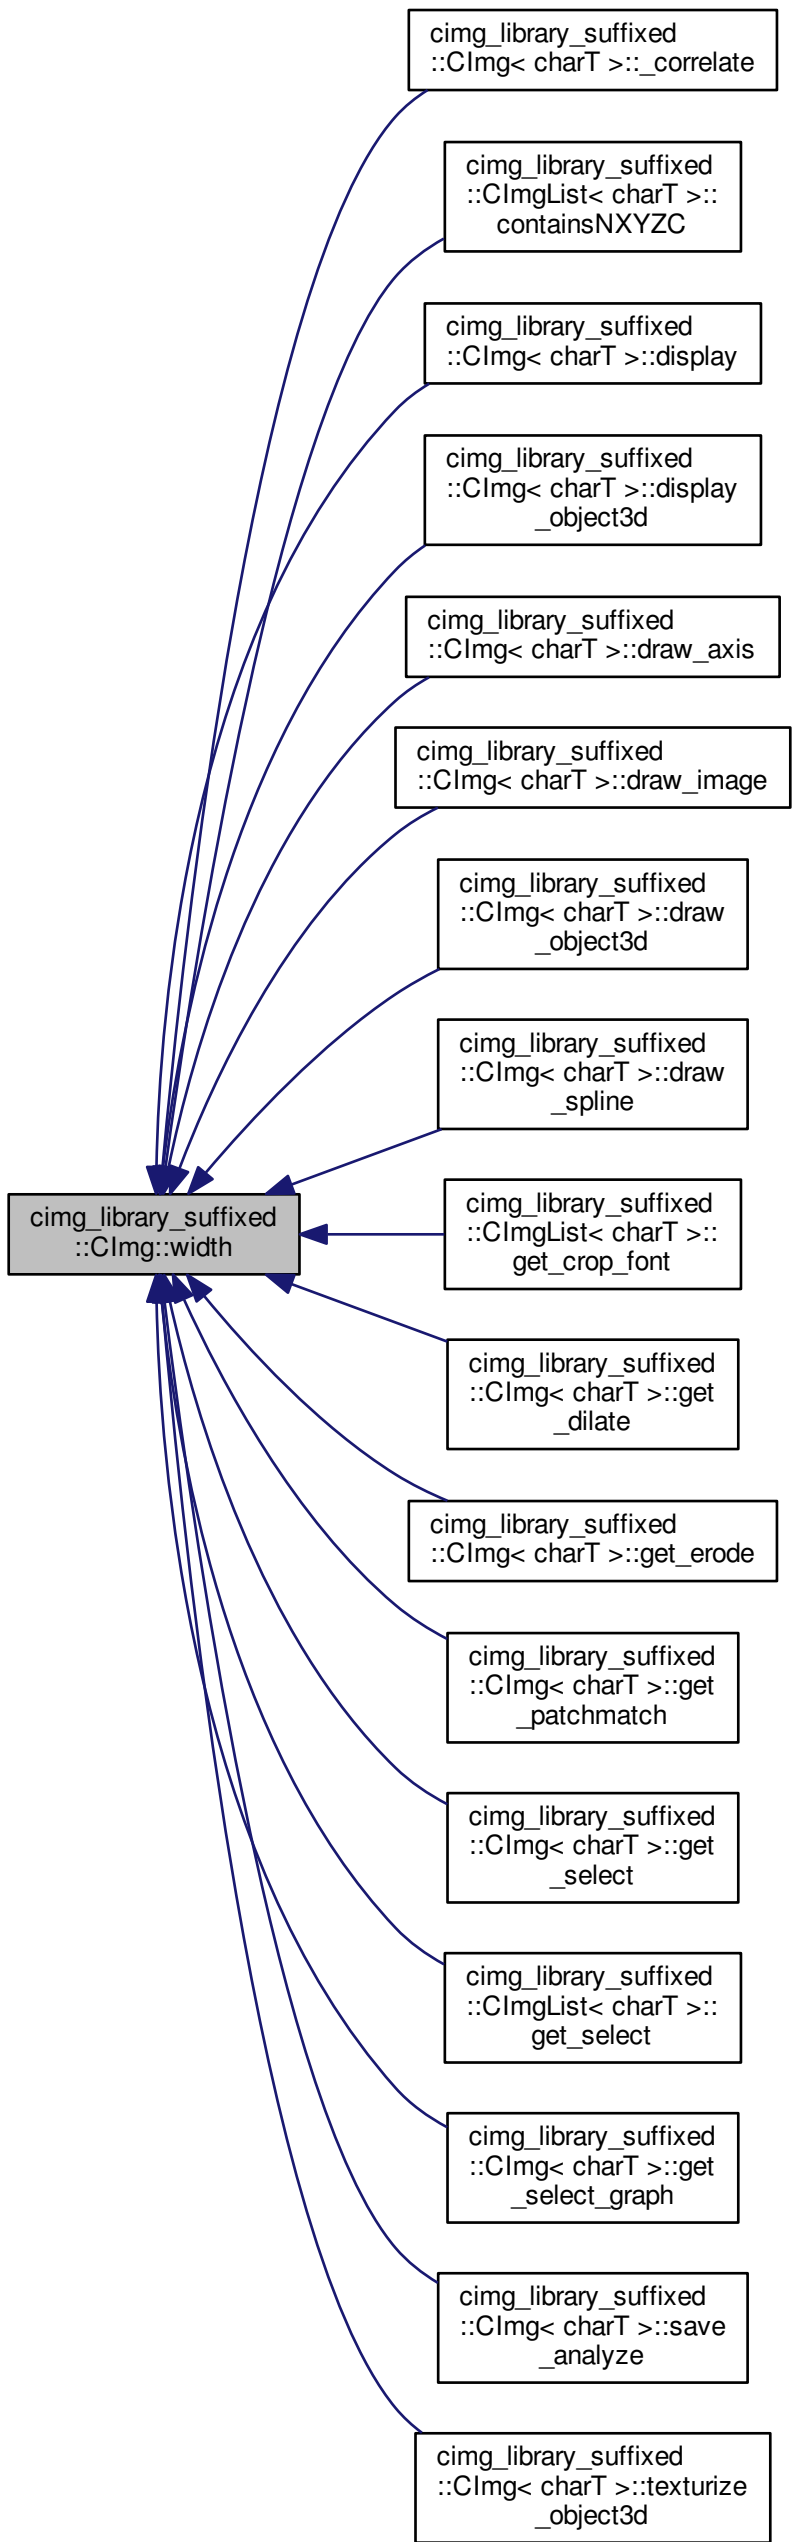 cimg_library_suffixed
::CImg< charT >::_correlate
cimg_library_suffixed
::CImgList< charT >::
containsNXYZC
cimg_library_suffixed
::CImg< charT >::display
cimg_library_suffixed
::CImg< charT >::display
_object3d
cimg_library_suffixed
::CImg< charT >::draw_axis
cimg_library_suffixed
::CImg< charT >::draw_image
cimg_library_suffixed
::CImg< charT >::draw
_object3d
cimg_library_suffixed
::CImg< charT >::draw
_spline
cimg_library_suffixed
::CImg::width
cimg_library_suffixed
::CImgList< charT >::
get_crop_font
cimg_library_suffixed
::CImg< charT >::get
_dilate
cimg_library_suffixed
::CImg< charT >::get_erode
cimg_library_suffixed
::CImg< charT >::get
_patchmatch
cimg_library_suffixed
::CImg< charT >::get
_select
cimg_library_suffixed
::CImgList< charT >::
get_select
cimg_library_suffixed
::CImg< charT >::get
_select_graph
cimg_library_suffixed
::CImg< charT >::save
_analyze
cimg_library_suffixed
::CImg< charT >::texturize
_object3d